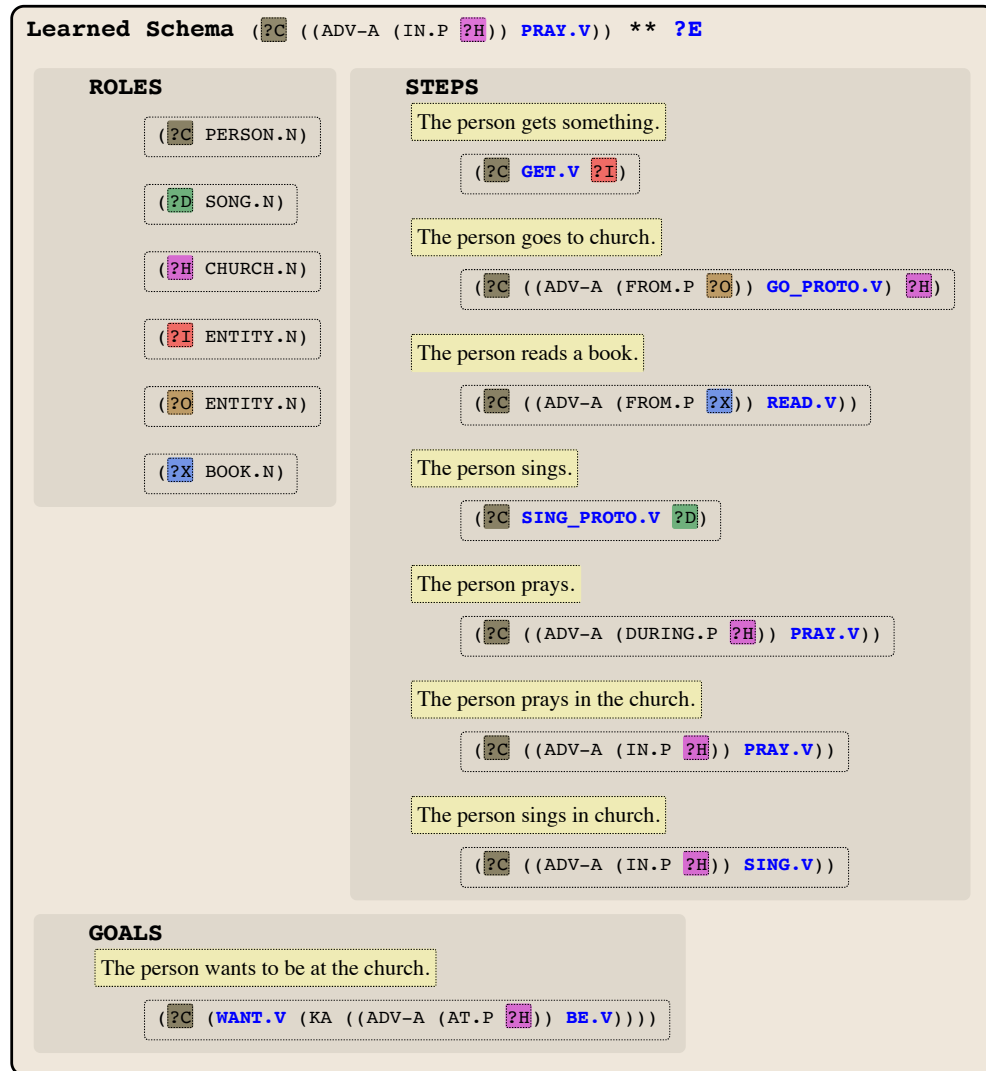 Learned Schema (?C ((ADV-A (IN.P ?H)) PRAY.V)) ** ?E
ROLES
(?C PERSON.N)
(?D SONG.N)
(?H CHURCH.N)
(?I ENTITY.N)
(?O ENTITY.N)
(?X BOOK.N)
STEPS
The person gets something.
(?C GET.V ?I)
The person goes to church.
(?C ((ADV-A (FROM.P ?O)) GO_PROTO.V) ?H)
The person reads a book.
(?C ((ADV-A (FROM.P ?X)) READ.V))
The person sings.
(?C SING_PROTO.V ?D)
The person prays.
(?C ((ADV-A (DURING.P ?H)) PRAY.V))
The person prays in the church.
(?C ((ADV-A (IN.P ?H)) PRAY.V))
The person sings in church.
(?C ((ADV-A (IN.P ?H)) SING.V))
GOALS
The person wants to be at the church.
(?C (WANT.V (KA ((ADV-A (AT.P ?H)) BE.V))))